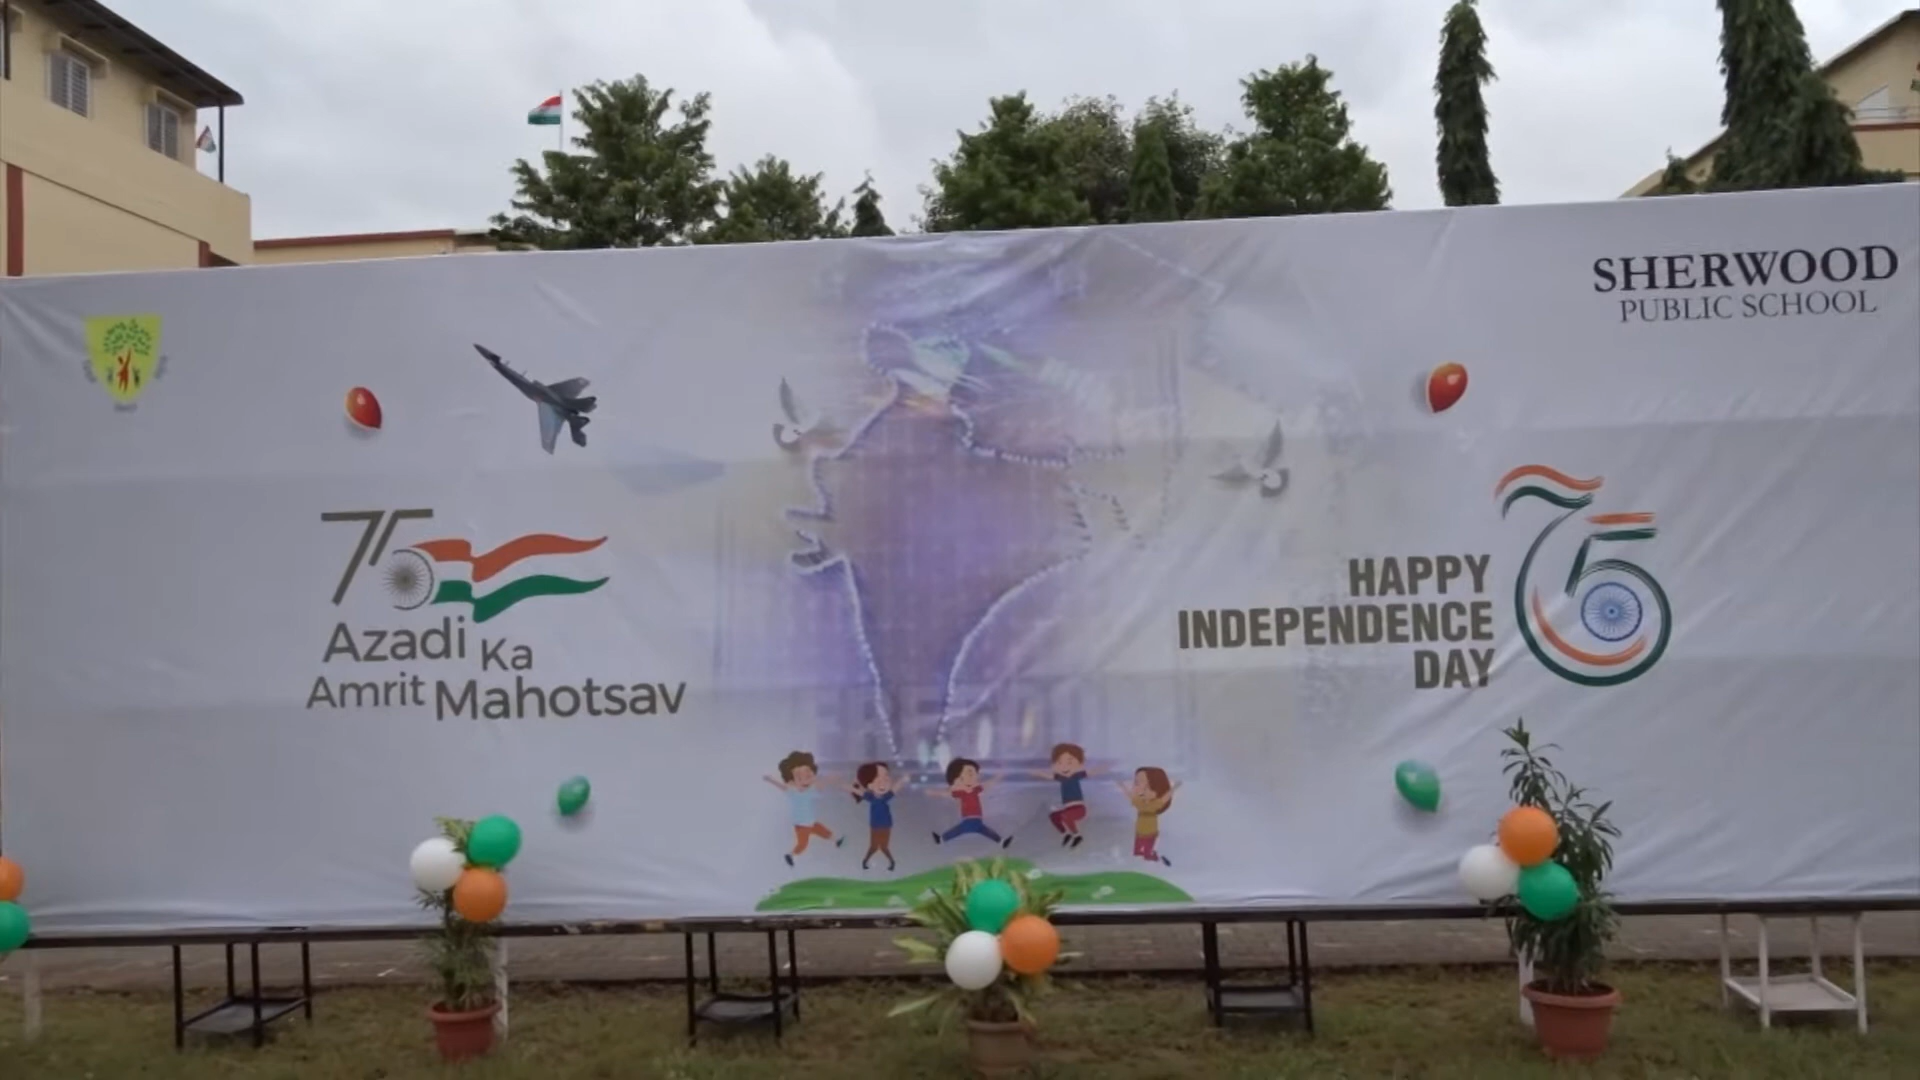 SHERWOOD
PUBLIC SCHOOL
75
Azadi Ka
Amrit Mahotsav
75
HAPPY
INDEPENDENCE
DAY